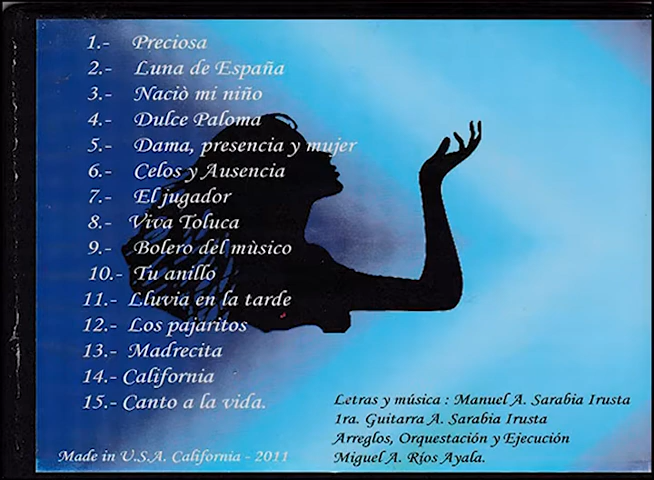 1.- Preciosa
2.- Luna de España
3.- Naciò mi niño
4.- Dulce Paloma
5.- Dama, presencia y mujer
6.- Celos y Ausencia
7.- El jugador
8.- Viva Toluca
9.- Bolero del mùsico
10.- Tu anillo
11.- Lluvia en la tarde
12.- Los pajaritos
13.- Madrecita
14.- California
15.- Canto a la vida.
Letras y música : Manuel A. Sarabia Irusta
1ra. Guitarra A. Sarabia Irusta
Arreglos, Orquestación y Ejecución
Miguel A. Ríos Ayala.
Made in U.S.A. California - 2011